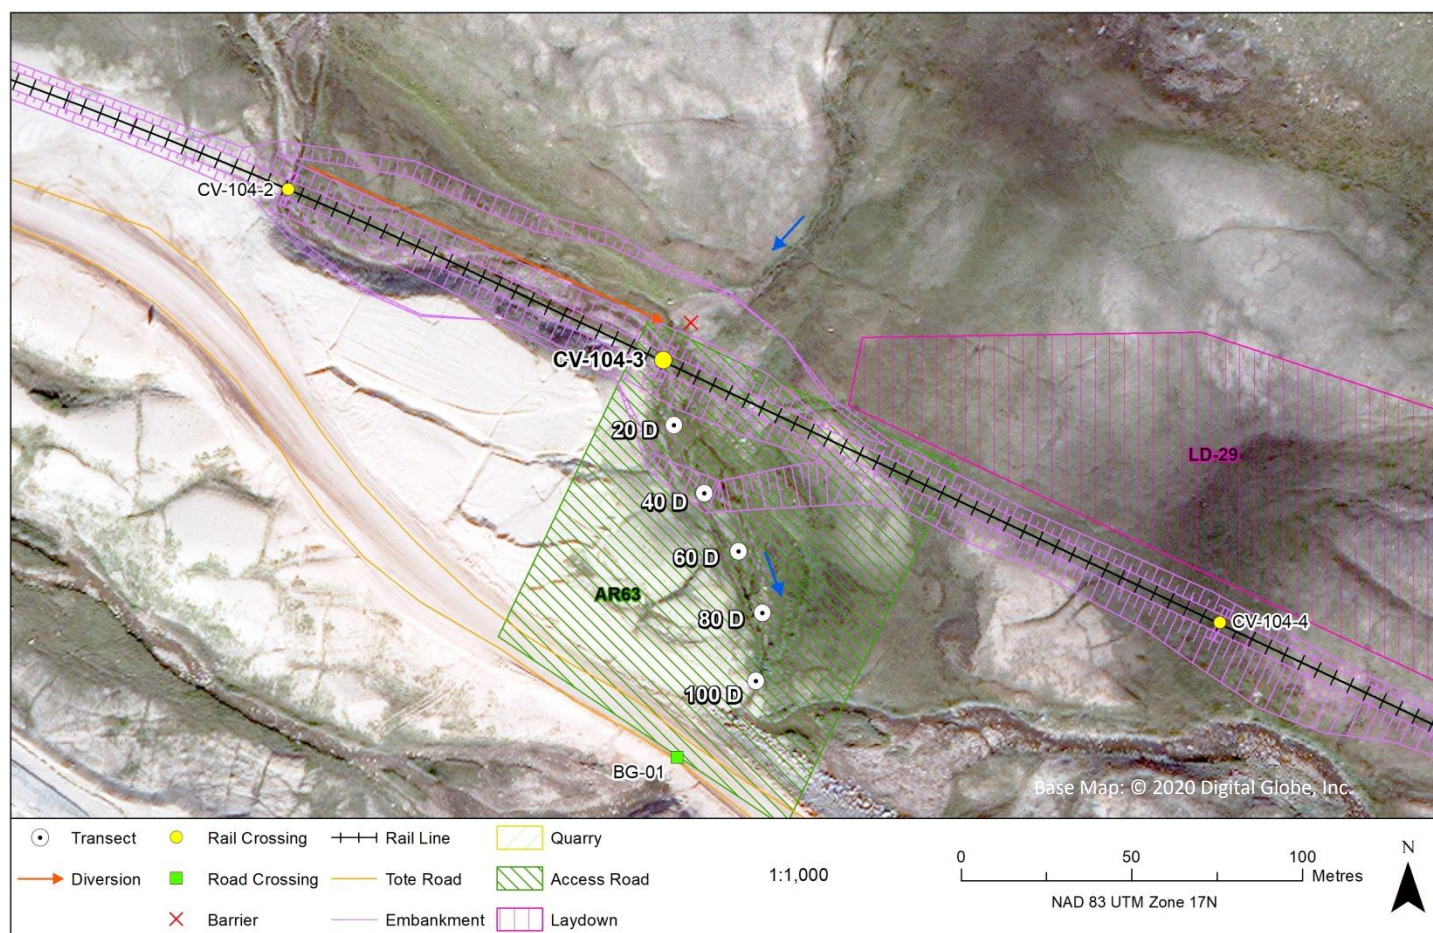 CV-104-2
CV-104-3
20 D
LD-29
40 D
60 D
AR63
80 D
CV-104-4
100 D
BG-01
Base Map: © 2020 Digital Globe, Inc.
Transect
Rail Crossing
Rail Line
Quarry
Diversion
Road Crossing
Tote Road
Access Road
Barrier
Embankment
Laydown
1:1,000
0 50 100
Metres
NAD 83 UTM Zone 17N
N